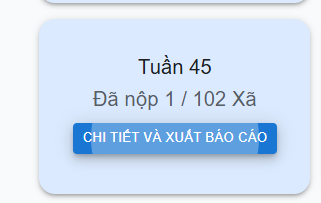 Tuần 45
Đã nộp 1 / 102 Xã
CHI TIẾT VÀ XUẤT BÁO CÁO